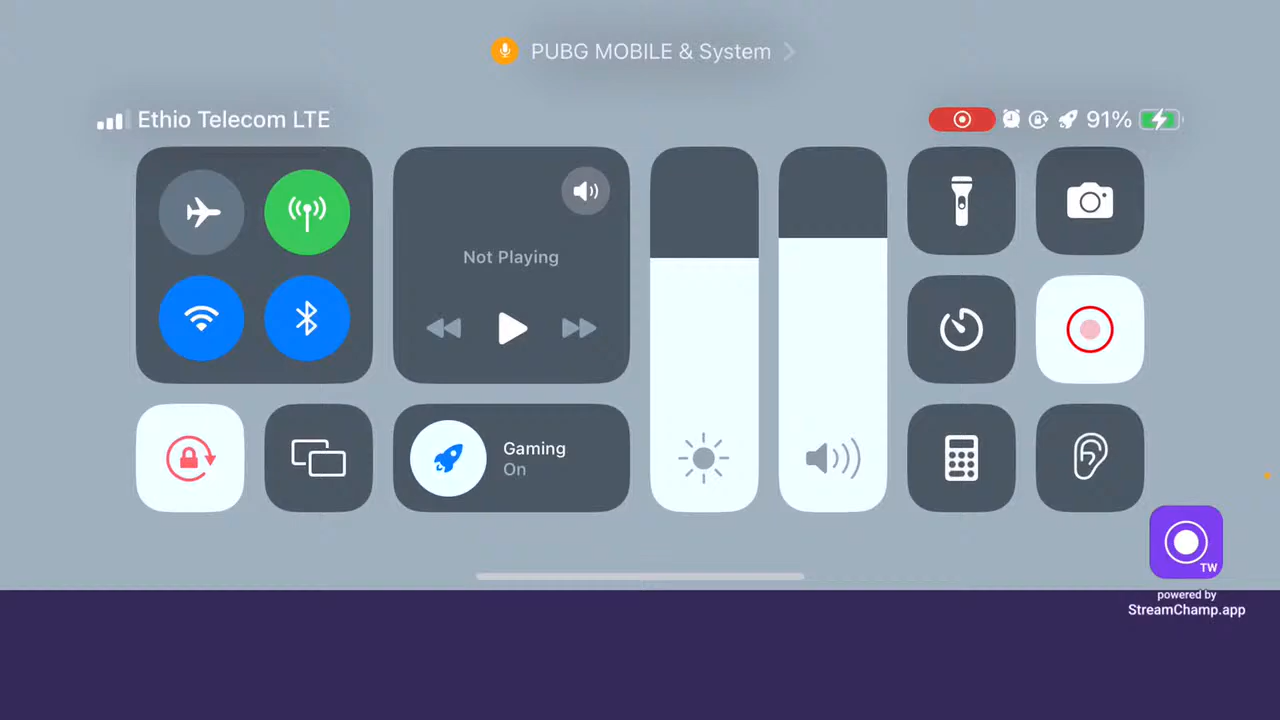 PUBG MOBILE & System
Ethio Telecom LTE
91%
Not Playing
Gaming
On
TW
powered by
StreamChamp.app